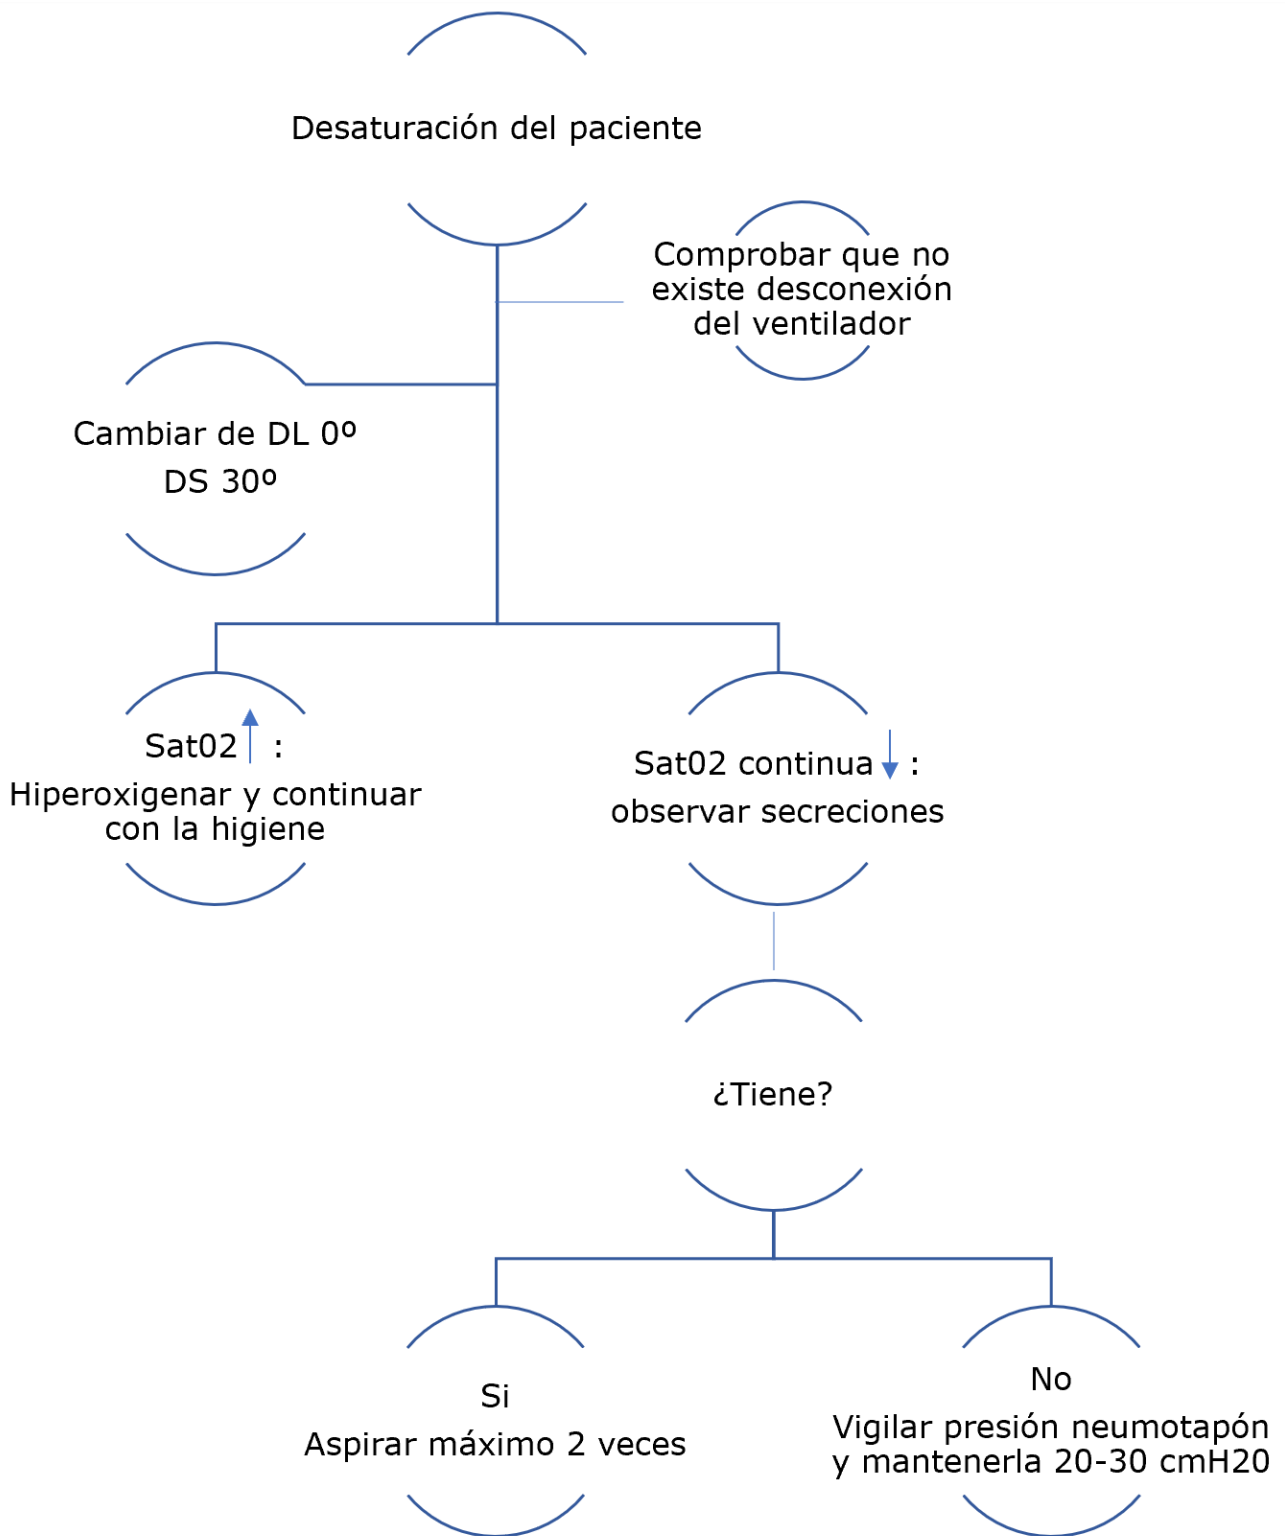 Desaturación del paciente
Comprobar que no
existe desconexión
del ventilador
Cambiar de DL 0º
DS 30º
Sat02 ↑ :
Hiperoxigenar y continuar
con la higiene
Sat02 continua ↓ :
observar secreciones
¿Tiene?
Si
Aspirar máximo 2 veces
No
Vigilar presión neumotapón
y mantenerla 20-30 cmH20